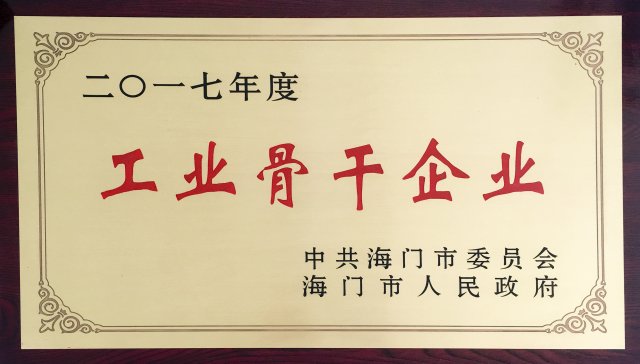 二〇一七年度
工业骨干企业
中共海门市委员会
海门市人民政府